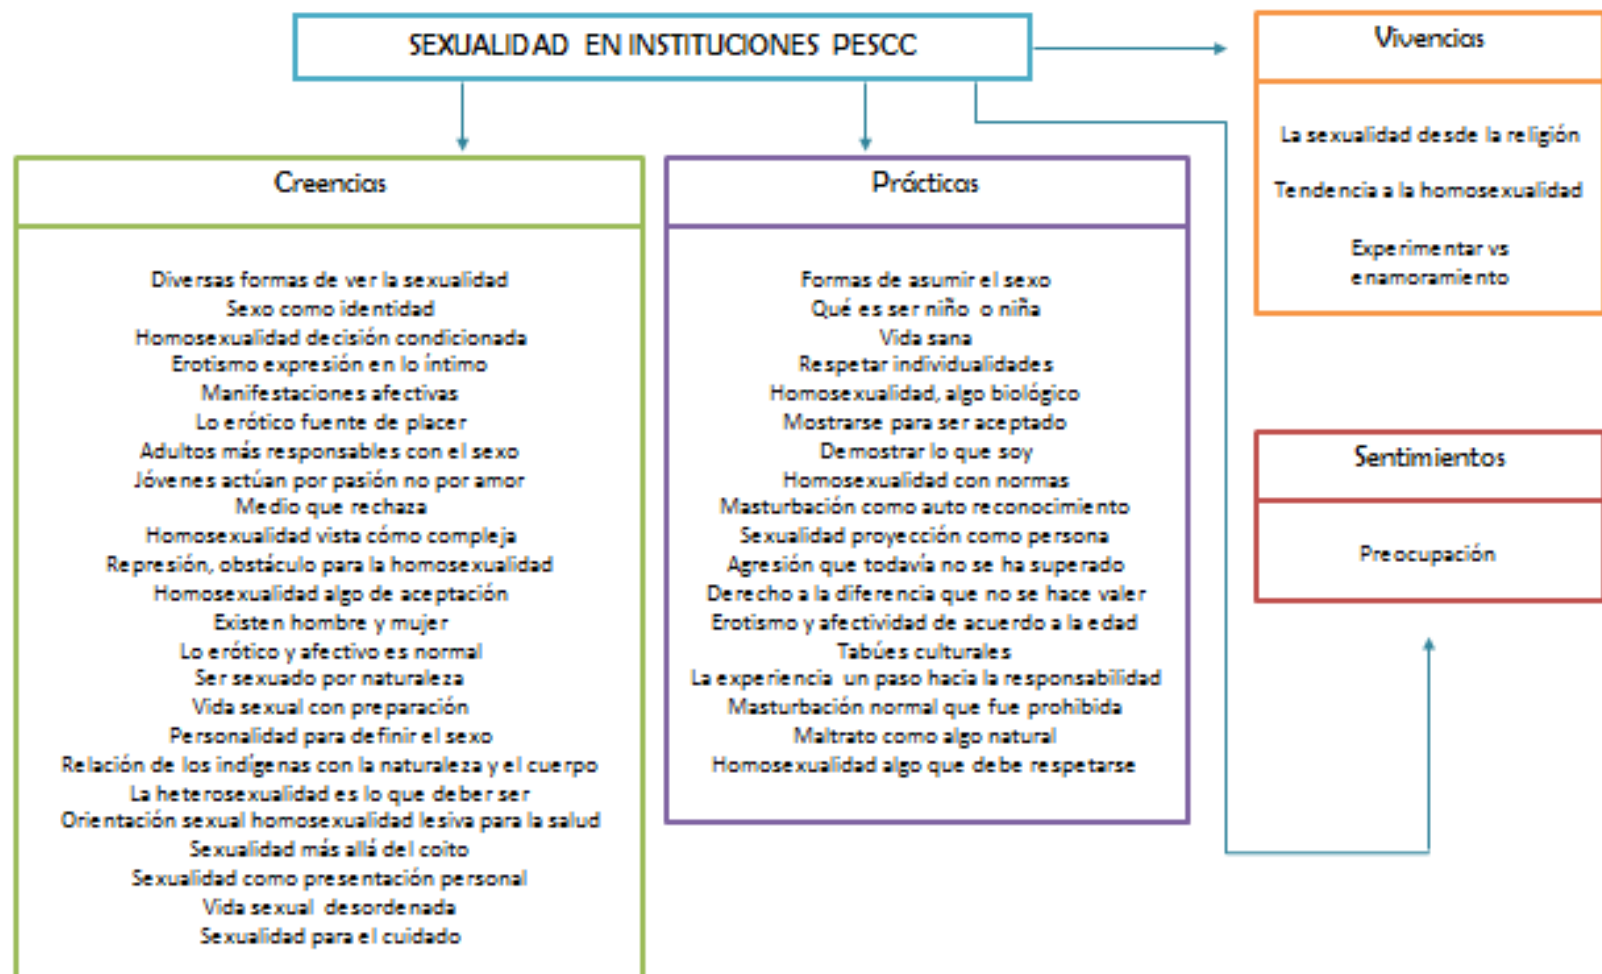 SEXUALIDAD EN INSTITUCIONES PESCC
Vivencias
La sexualidad desde la religión
Tendencia a la homosexualidad
Experimentar vs
enamoramiento
Creencias
Diversas formas de ver la sexualidad
Sexo como identidad
Homosexualidad decisión condicionada
Erotismo expresión en lo íntimo
Manifestaciones afectivas
Lo erótico fuente de placer
Adultos más responsables con el sexo
Jóvenes actúan por pasión no por amor
Medio que rechaza
Homosexualidad vista cómo compleja
Represión, obstáculo para la homosexualidad
Homosexualidad algo de aceptación
Existen hombre y mujer
Lo erótico y afectivo es normal
Ser sexuado por naturaleza
Vida sexual con preparación
Personalidad para definir el sexo
Relación de los indígenas con la naturaleza y el cuerpo
La heterosexualidad es lo que deber ser
Orientación sexual homosexualidad lesiva para la salud
Sexualidad más allá del coito
Sexualidad como presentación personal
Vida sexual desordenada
Sexualidad para el cuidado
Prácticas
Formas de asumir el sexo
Qué es ser niño o niña
Vida sana
Respetar individualidades
Homosexualidad, algo biológico
Mostrarse para ser aceptado
Demostrar lo que soy
Homosexualidad con normas
Masturbación como auto reconocimiento
Sexualidad proyección como persona
Agresión que todavía no se ha superado
Derecho a la diferencia que no se hace valer
Erotismo y afectividad de acuerdo a la edad
Tabúes culturales
La experiencia un paso hacia la responsabilidad
Masturbación normal que fue prohibida
Maltrato como algo natural
Homosexualidad algo que debe respetarse
Sentimientos
Preocupación